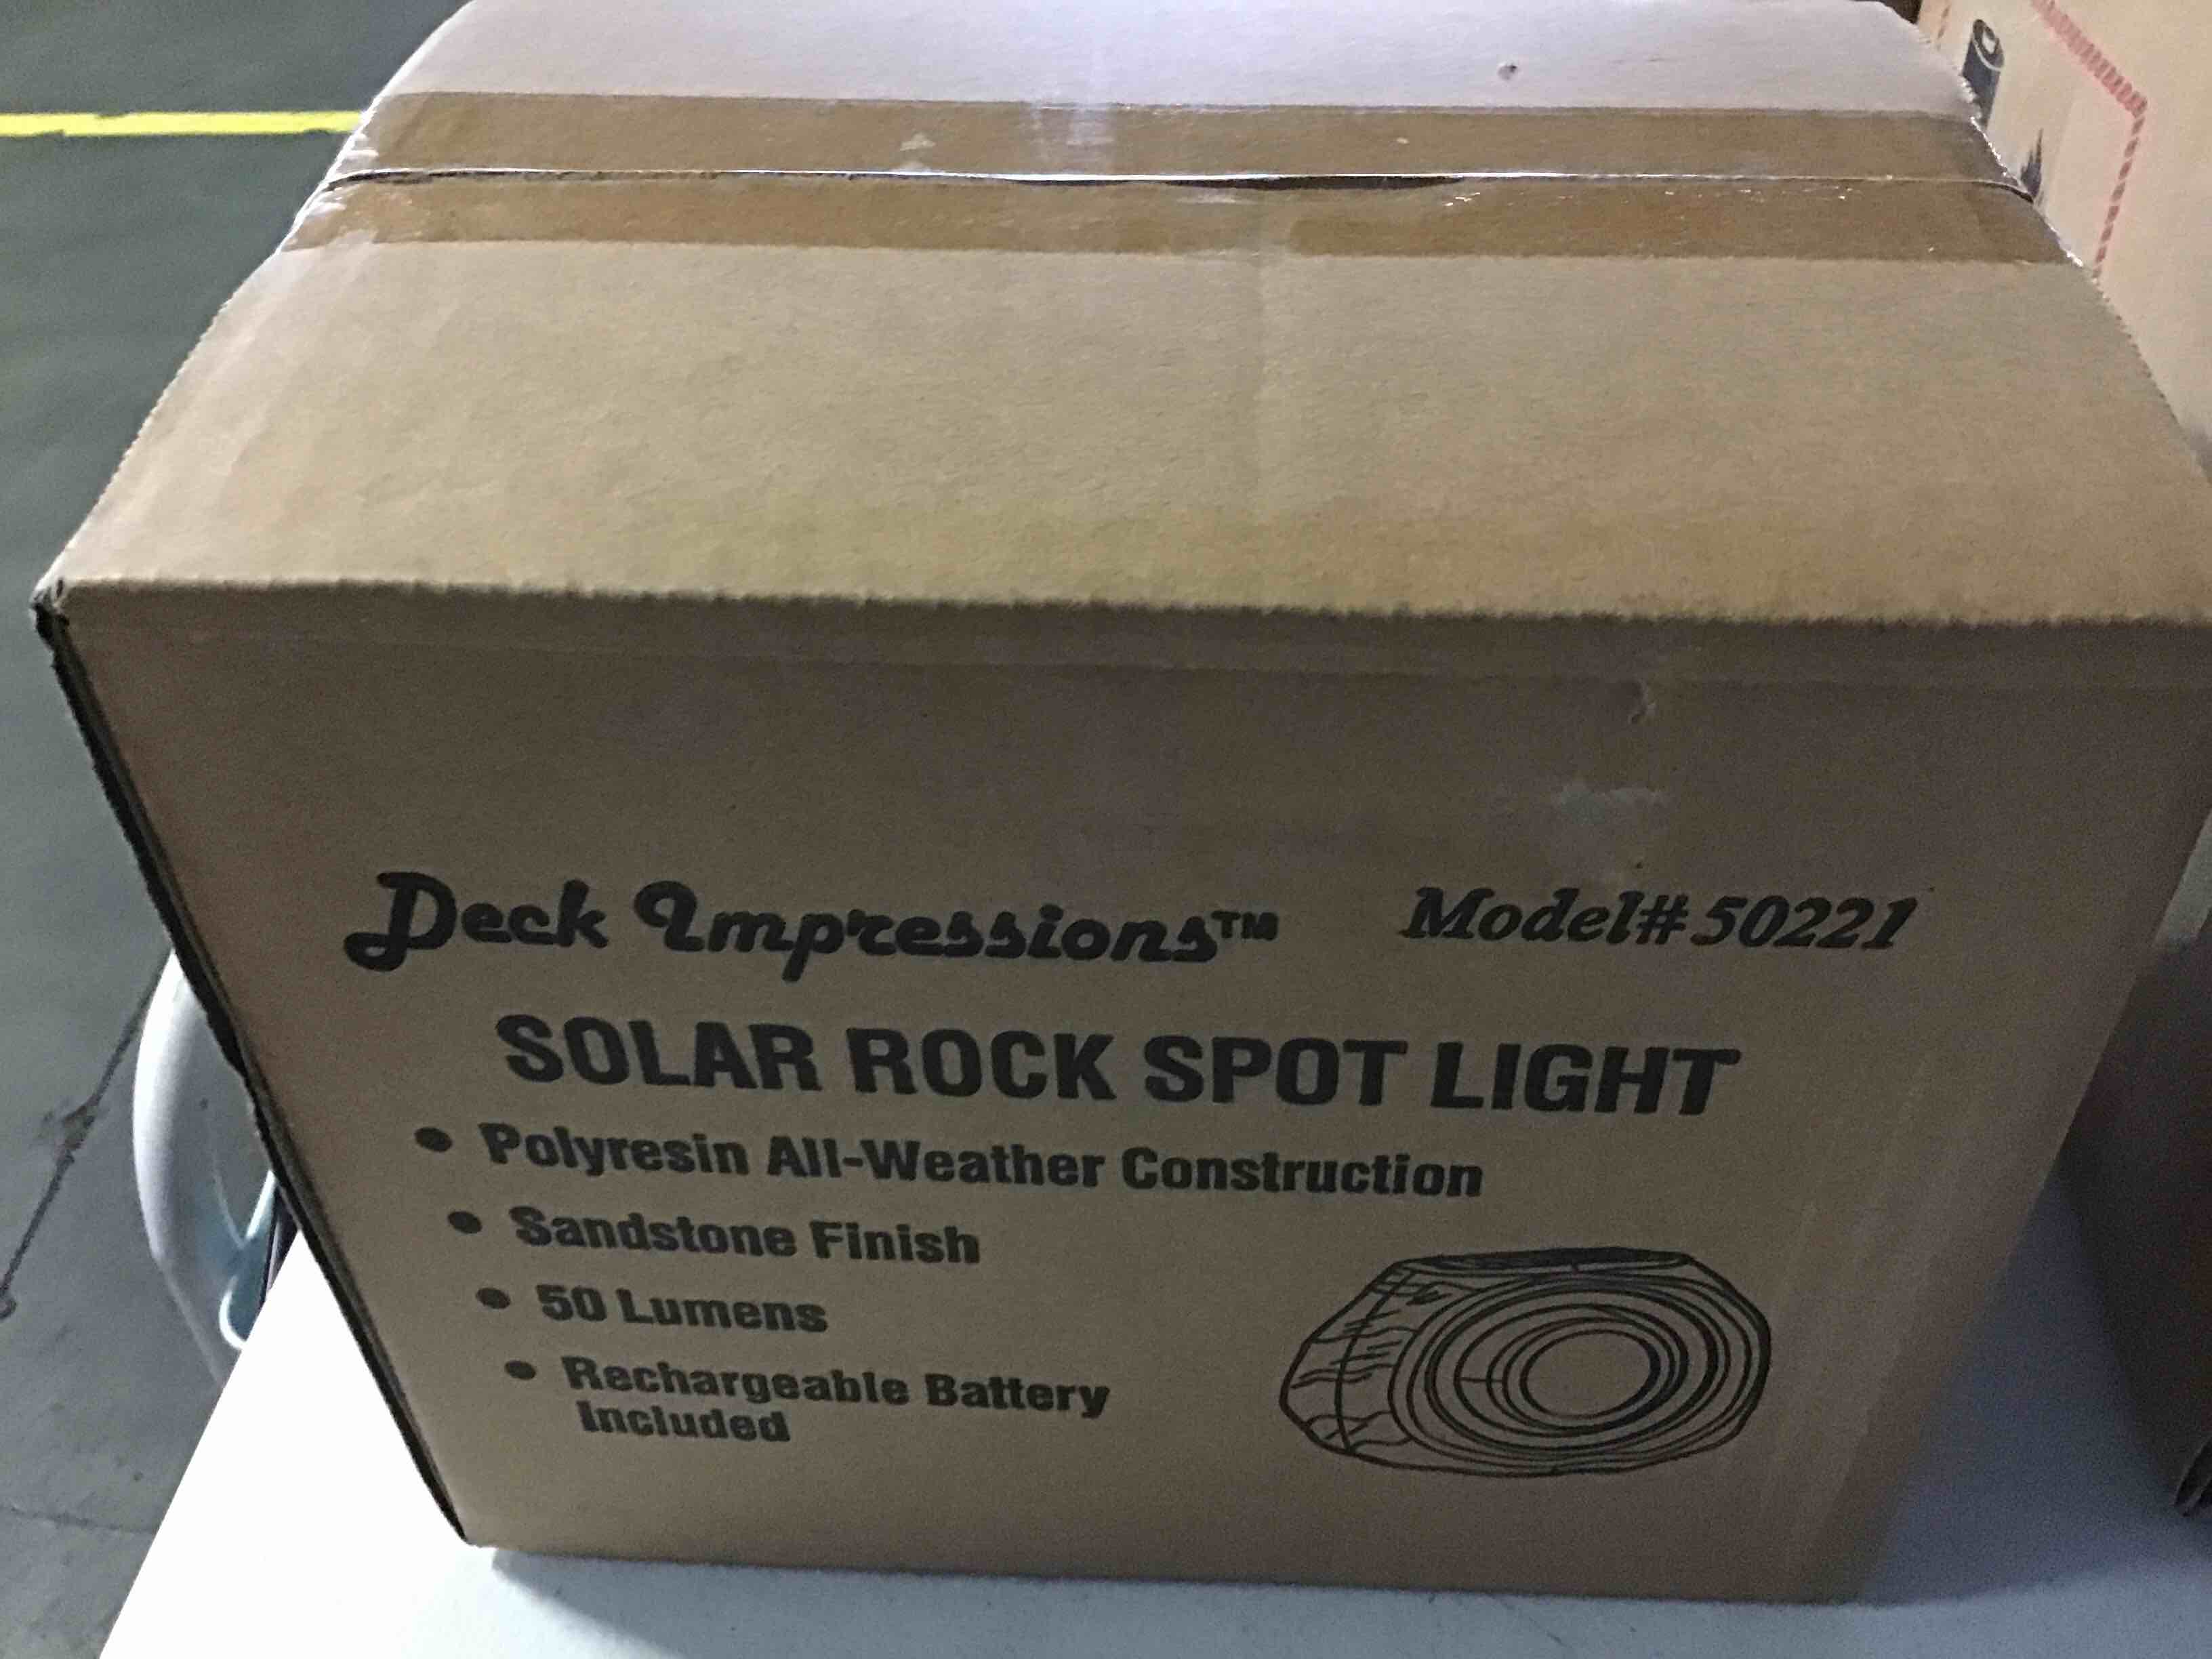 Deck Impressions™ Model# 50221
SOLAR ROCK SPOT LIGHT
• Polyresin All-Weather Construction
• Sandstone Finish
• 50 Lumens
• Rechargeable Battery
Included